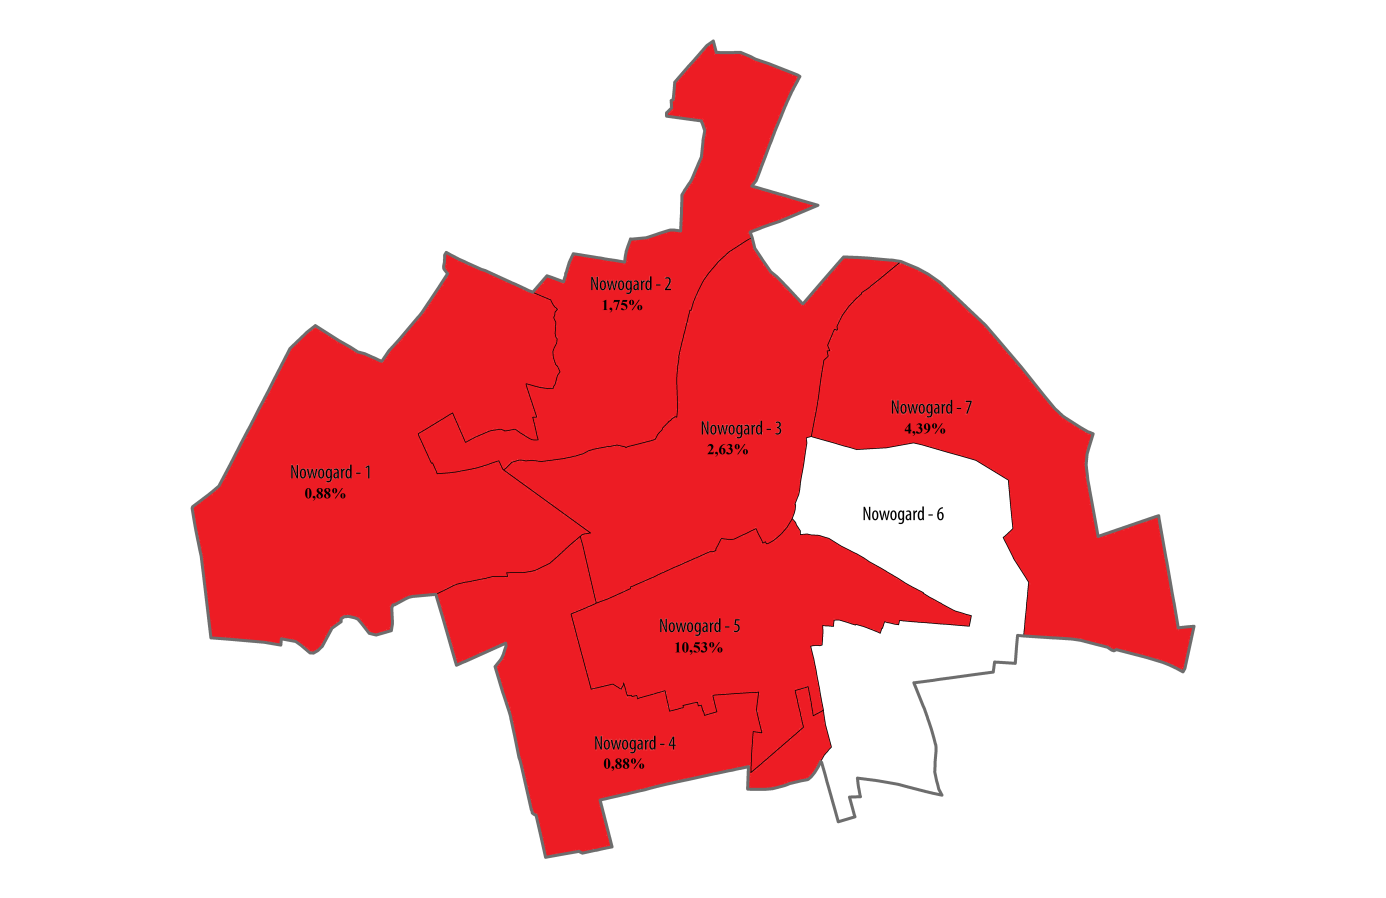 Nowogard - 2
1,75%
Nowogard - 7
4,39%
Nowogard - 3
2,63%
Nowogard - 1
0,88%
Nowogard - 6
Nowogard - 5
10,53%
Nowogard - 4
0,88%